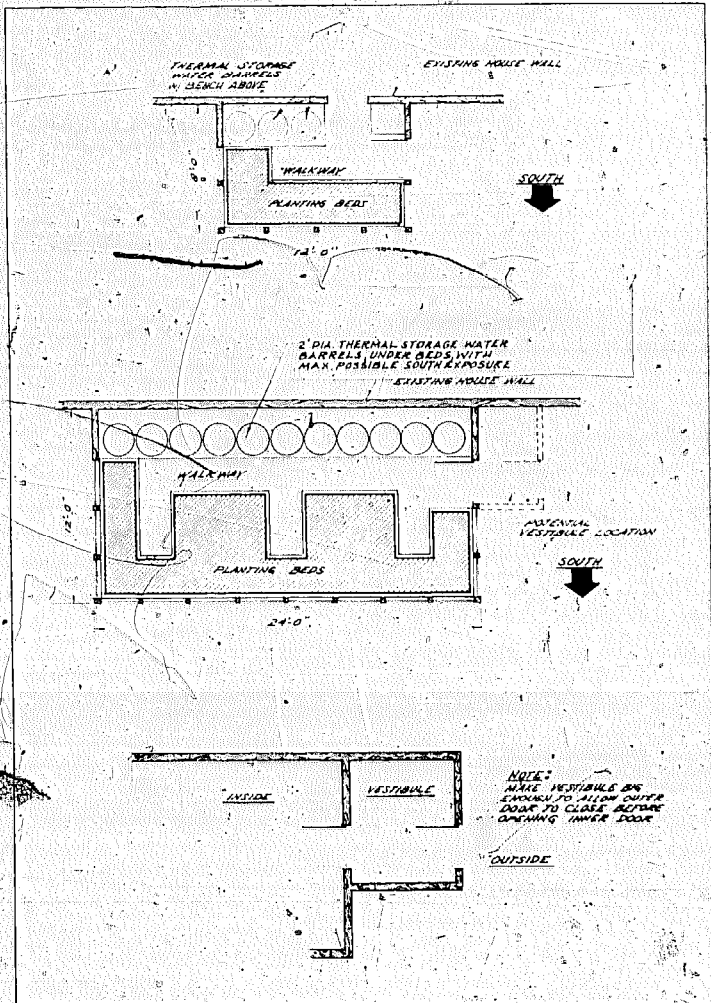 THERMAL STORAGE
WATER BARRELS
W/ BENCH ABOVE
EXISTING HOUSE WALL
8'0"
WALKWAY
PLANTING BEDS
SOUTH
12'-0"
2' DIA. THERMAL STORAGE WATER
BARRELS, UNDER BEDS, WITH
MAX. POSSIBLE SOUTH EXPOSURE
EXISTING HOUSE WALL
WALKWAY
12'-0"
PLANTING BEDS
POTENTIAL
VESTIBULE LOCATION
SOUTH
24'-0"
INSIDE
VESTIBULE
NOTE:
MAKE VESTIBULE BIG
ENOUGH TO ALLOW OUTER
DOOR TO CLOSE BEFORE
OPENING INNER DOOR
OUTSIDE